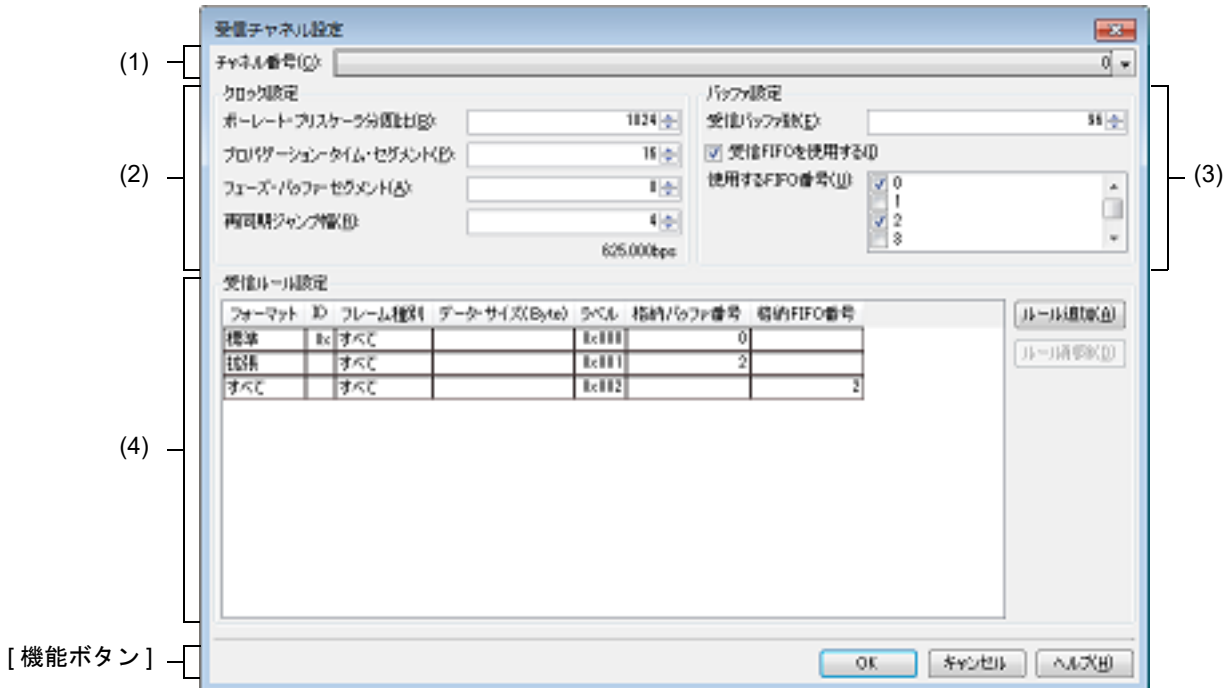 受信チャネル設定
(1)
チャネル番号(C): 0
クロック設定
ボーレート・プリスケーラ分周比(B): 1024
プロパゲーション・タイム・セグメント(P): 16
フェーズ・バッファ・セグメント(A): 8
再同期ジャンプ幅(R): 4
625.000bps
(2)
バッファ設定
受信バッファ数(E): 96
受信FIFOを使用する(I)
使用するFIFO番号(U):
0
1
2
3
(3)
受信ルール設定
フォーマット ID フレーム種別 データ・サイズ(Byte) ラベル 格納バッファ番号 格納FIFO番号
標準 0x すべて 0x000 0
拡張 すべて 0x001 2
すべて すべて 0x002 2
ルール追加(A)
ルール削除(D)
(4)
[ 機能ボタン ]
OK キャンセル ヘルプ(H)